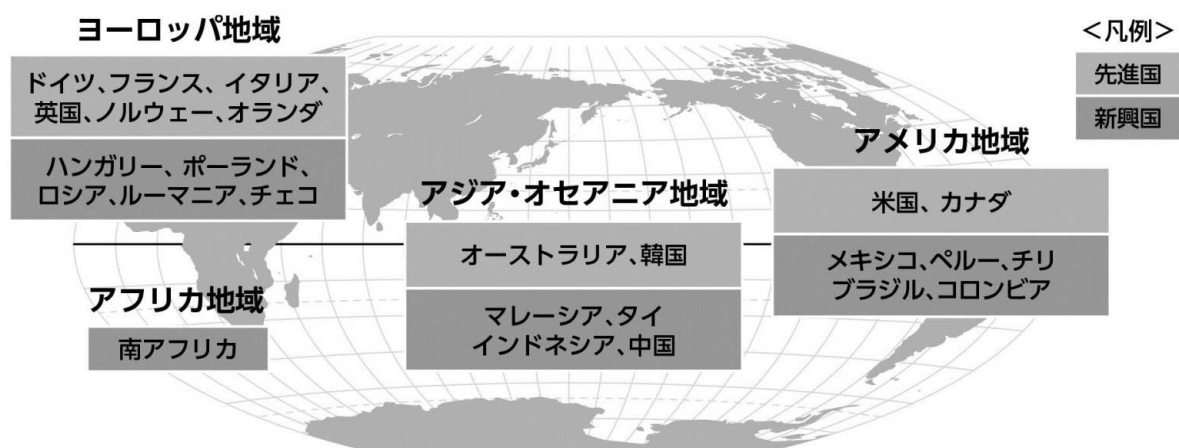 ヨーロッパ地域
ドイツ、フランス、イタリア、
英国、ノルウェー、オランダ
ハンガリー、ポーランド、
ロシア、ルーマニア、チェコ
アフリカ地域
南アフリカ
アジア・オセアニア地域
オーストラリア、韓国
マレーシア、タイ
インドネシア、中国
アメリカ地域
米国、カナダ
メキシコ、ペルー、チリ
ブラジル、コロンビア
<凡例>
先進国
新興国